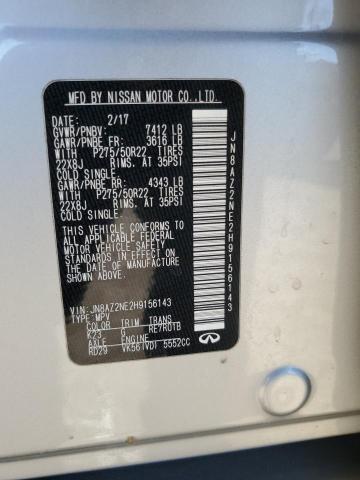 MFD BY NISSAN MOTOR CO.,LTD.
DATE: 2/17
GVWR/PNBV: 7412 LB
GAWR/PNBE FR: 3616 LB
WITH P275/50R22 TIRES
22X8J RIMS. AT 35PSI
COLD SINGLE.
GAWR/PNBE RR: 4343 LB
WITH P275/50R22 TIRES
22X8J RIMS. AT 35PSI
COLD SINGLE.
THIS VEHICLE CONFORMS TO ALL
APPLICABLE FEDERAL
MOTOR VEHICLE SAFETY
STANDARDS IN EFFECT ON
THE DATE OF MANUFACTURE
SHOWN ABOVE.
VIN: JN8AZ2NE2H9156143
TYPE: MPV
COLOR TRIM TRANS
K23 G RE7R01B
AXLE ENGINE
RD29 VK56(VD) 5552CC
INFINITI
JN8AZ2NE2H9156143